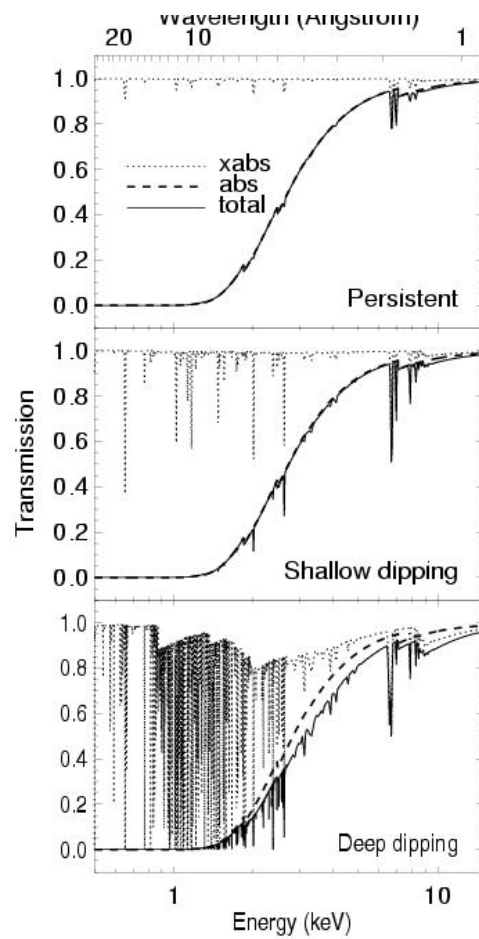 Wavelength (Angstrom)
20 10 1
1.0
0.8
xabs
0.6
abs
0.4
total
0.2
0.0
Persistent
1.0
0.8
0.6
Transmission
0.4
0.2
0.0
Shallow dipping
1.0
0.8
0.6
0.4
0.2
0.0
Deep dipping
1 10
Energy (keV)